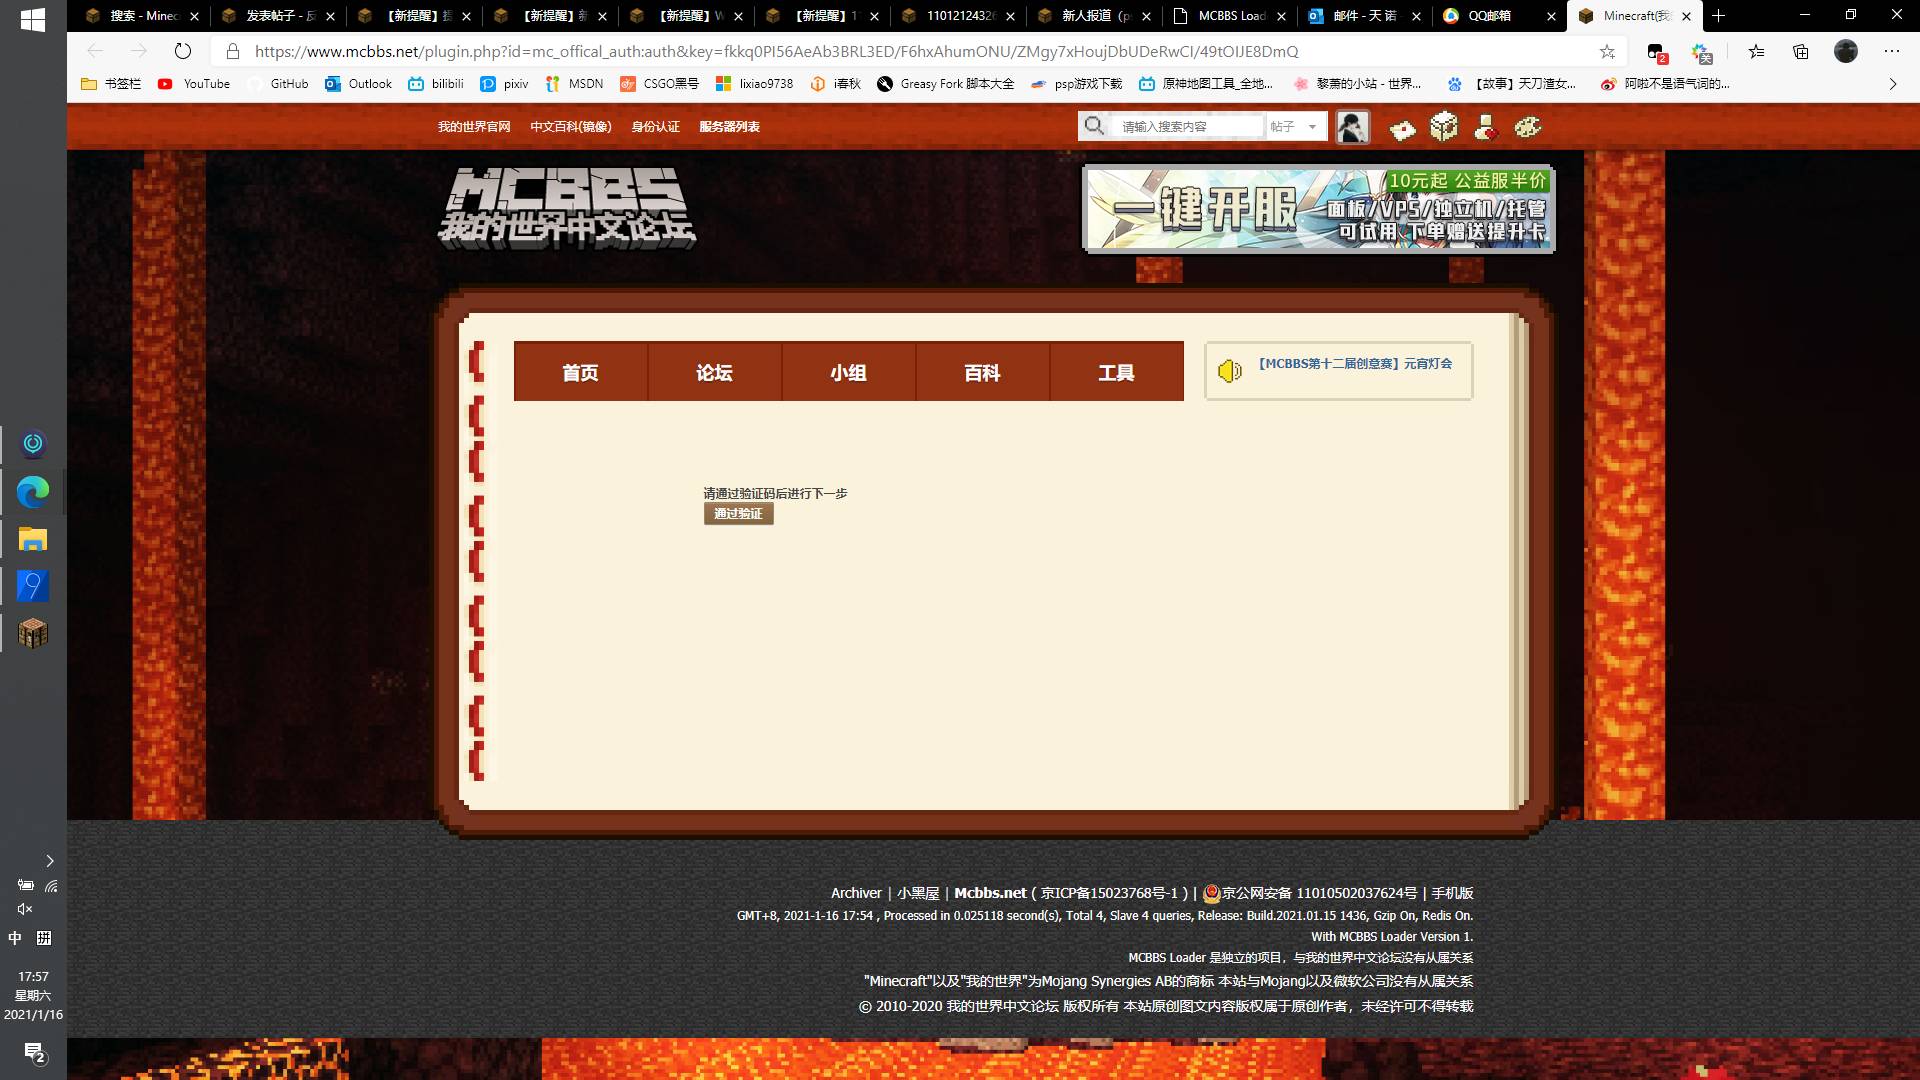 搜索 - Minec
发表帖子 - 反
【新提醒】提
【新提醒】新
【新提醒】W
【新提醒】1
11012124326
新人报道（p
MCBBS Load
邮件 - 天 诺
QQ邮箱
Minecraft(我
https://www.mcbbs.net/plugin.php?id=mc_offical_auth:auth&key=fkkq0PI56AeAb3BRL3ED/F6hxAhumONU/ZMgy7xHoujDbUDeRwCI/49tOIJE8DmQ
2
关
书签栏
YouTube
GitHub
Outlook
bilibili
pixiv
MSDN
CSGO黑号
lixiao9738
i春秋
Greasy Fork 脚本大全
psp游戏下载
原神地图工具_全地...
黎萧的小站 - 世界...
【故事】天刀渣女...
阿啦不是语气词的...
我的世界官网
中文百科(镜像)
身份认证
服务器列表
请输入搜索内容
帖子
MCBBS
我的世界中文论坛
一键开服
10元起 公益服半价
面板/VPS/独立机/托管
可试用 下单赠送提升卡
首页
论坛
小组
百科
工具
【MCBBS第十二届创意赛】元宵灯会
请通过验证码后进行下一步
通过验证
Archiver | 小黑屋 | Mcbbs.net ( 京ICP备15023768号-1 ) | 京公网安备 11010502037624号 | 手机版
GMT+8, 2021-1-16 17:54 , Processed in 0.025118 second(s), Total 4, Slave 4 queries, Release: Build.2021.01.15 1436, Gzip On, Redis On.
With MCBBS Loader Version 1.
MCBBS Loader 是独立的项目，与我的世界中文论坛没有从属关系
"Minecraft"以及"我的世界"为Mojang Synergies AB的商标 本站与Mojang以及微软公司没有从属关系
© 2010-2020 我的世界中文论坛 版权所有 本站原创图文内容版权属于原创作者，未经许可不得转载
中
拼
17:57
星期六
2021/1/16
2